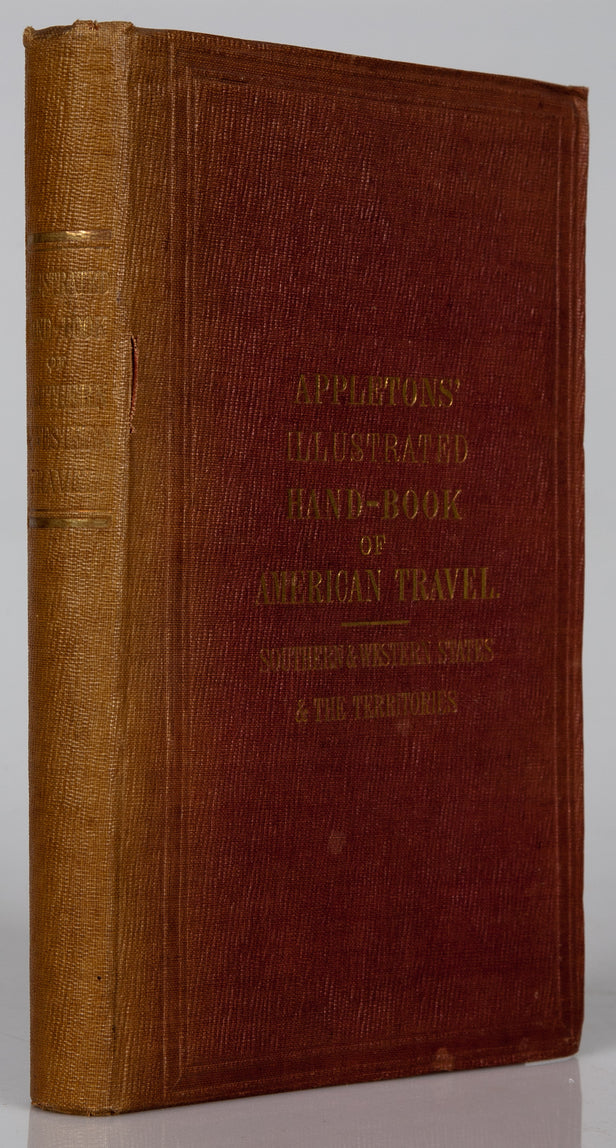 APPLETONS'
ILLUSTRATED
HAND-BOOK
OF
AMERICAN TRAVEL.
SOUTHERN & WESTERN STATES
& THE TERRITORIES